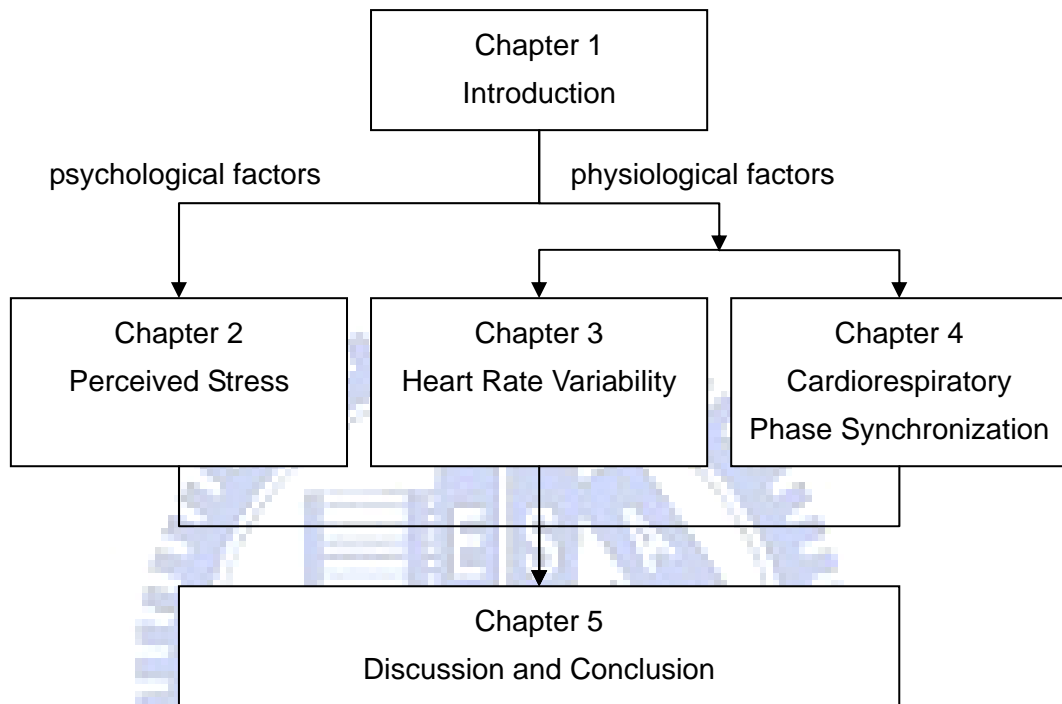 Chapter 1
Introduction
psychological factors
physiological factors
Chapter 2
Perceived Stress
Chapter 3
Heart Rate Variability
Chapter 4
Cardiorespiratory
Phase Synchronization
Chapter 5
Discussion and Conclusion